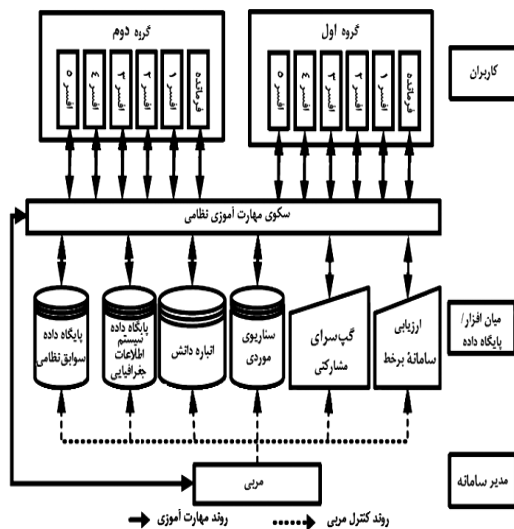 گروه اول
فرمانده
افسر ۱
افسر ۲
افسر ۳
افسر ٤
افسر ٥
گروه دوم
فرمانده
افسر ۱
افسر ۲
افسر ۳
افسر ٤
افسر ٥
کاربران
سکوی مهارت آموزی نظامی
ارزیابی
سامانهٔ برخط
گپ‌سرای
مشارکتی
سناریوی
موردی
انباره دانش
پایگاه داده
سیستم
اطلاعات
جغرافیایی
پایگاه داده
سوابق نظامی
میان افزار/
پایگاه داده
مربی
مدیر سامانه
روند مهارت آموزی
روند کنترل مربی